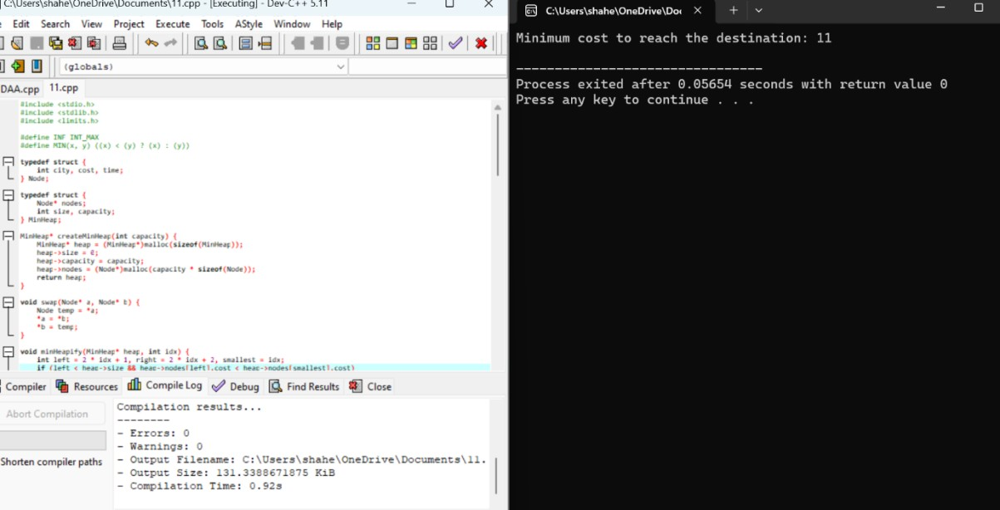 C:\Users\shahe\OneDrive\Documents\11.cpp - [Executing] - Dev-C++ 5.11
Edit Search View Project Execute Tools AStyle Window Help
(globals)
DAA.cpp 11.cpp
#include <stdio.h>
#include <stdlib.h>
#include <limits.h>
#define INF INT_MAX
#define MIN(x, y) ((x) < (y) ? (x) : (y))
typedef struct {
int city, cost, time;
} Node;
typedef struct {
Node* nodes;
int size, capacity;
} MinHeap;
MinHeap* createMinHeap(int capacity) {
MinHeap* heap = (MinHeap*)malloc(sizeof(MinHeap));
heap->size = 0;
heap->capacity = capacity;
heap->nodes = (Node*)malloc(capacity * sizeof(Node));
return heap;
}
void swap(Node* a, Node* b) {
Node temp = *a;
*a = *b;
*b = temp;
}
void minHeapify(MinHeap* heap, int idx) {
int left = 2 * idx + 1, right = 2 * idx + 2, smallest = idx;
if (left < heap->size && heap->nodes[left].cost < heap->nodes[smallest].cost)
Compiler Resources Compile Log Debug Find Results Close
Abort Compilation
Shorten compiler paths
Compilation results...
--------
- Errors: 0
- Warnings: 0
- Output Filename: C:\Users\shahe\OneDrive\Documents\11.
- Output Size: 131.3388671875 KiB
- Compilation Time: 0.92s
C:\Users\shahe\OneDrive\Doc
Minimum cost to reach the destination: 11
--------------------------------
Process exited after 0.05654 seconds with return value 0
Press any key to continue . . .